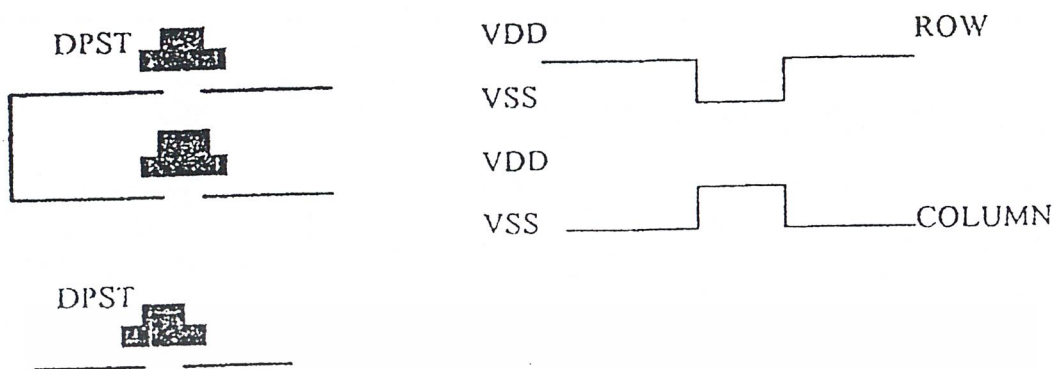 DPST
VDD
ROW
VSS
VDD
VSS
COLUMN
DPST